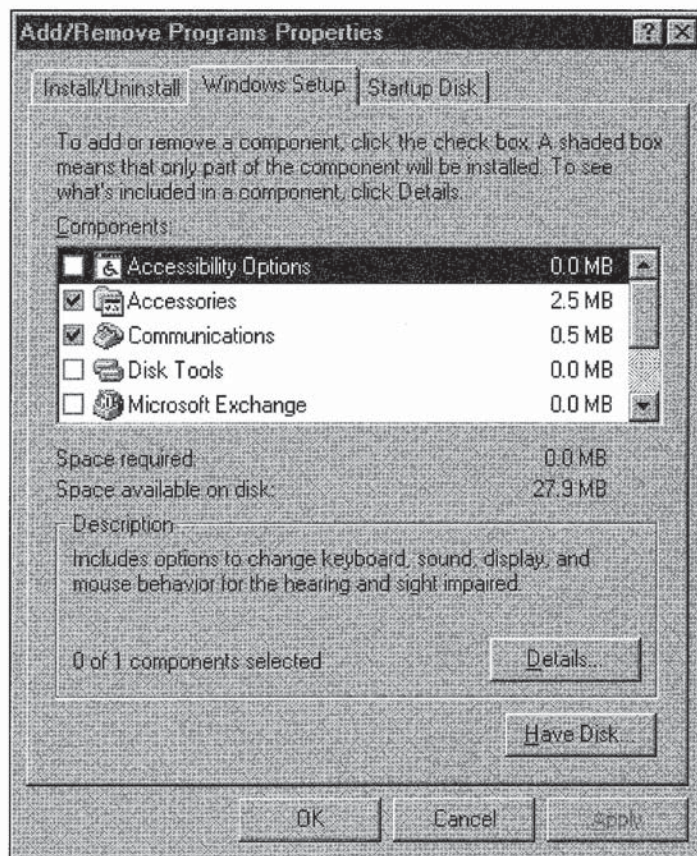 Add/Remove Programs Properties
Install/Uninstall Windows Setup Startup Disk
To add or remove a component, click the check box. A shaded box
means that only part of the component will be installed. To see
what's included in a component, click Details.
Components:
Accessibility Options 0.0 MB
Accessories 2.5 MB
Communications 0.5 MB
Disk Tools 0.0 MB
Microsoft Exchange 0.0 MB
Space required: 0.0 MB
Space available on disk: 27.9 MB
Description
Includes options to change keyboard, sound, display, and
mouse behavior for the hearing and sight impaired.
0 of 1 components selected
Details...
Have Disk...
OK Cancel Apply